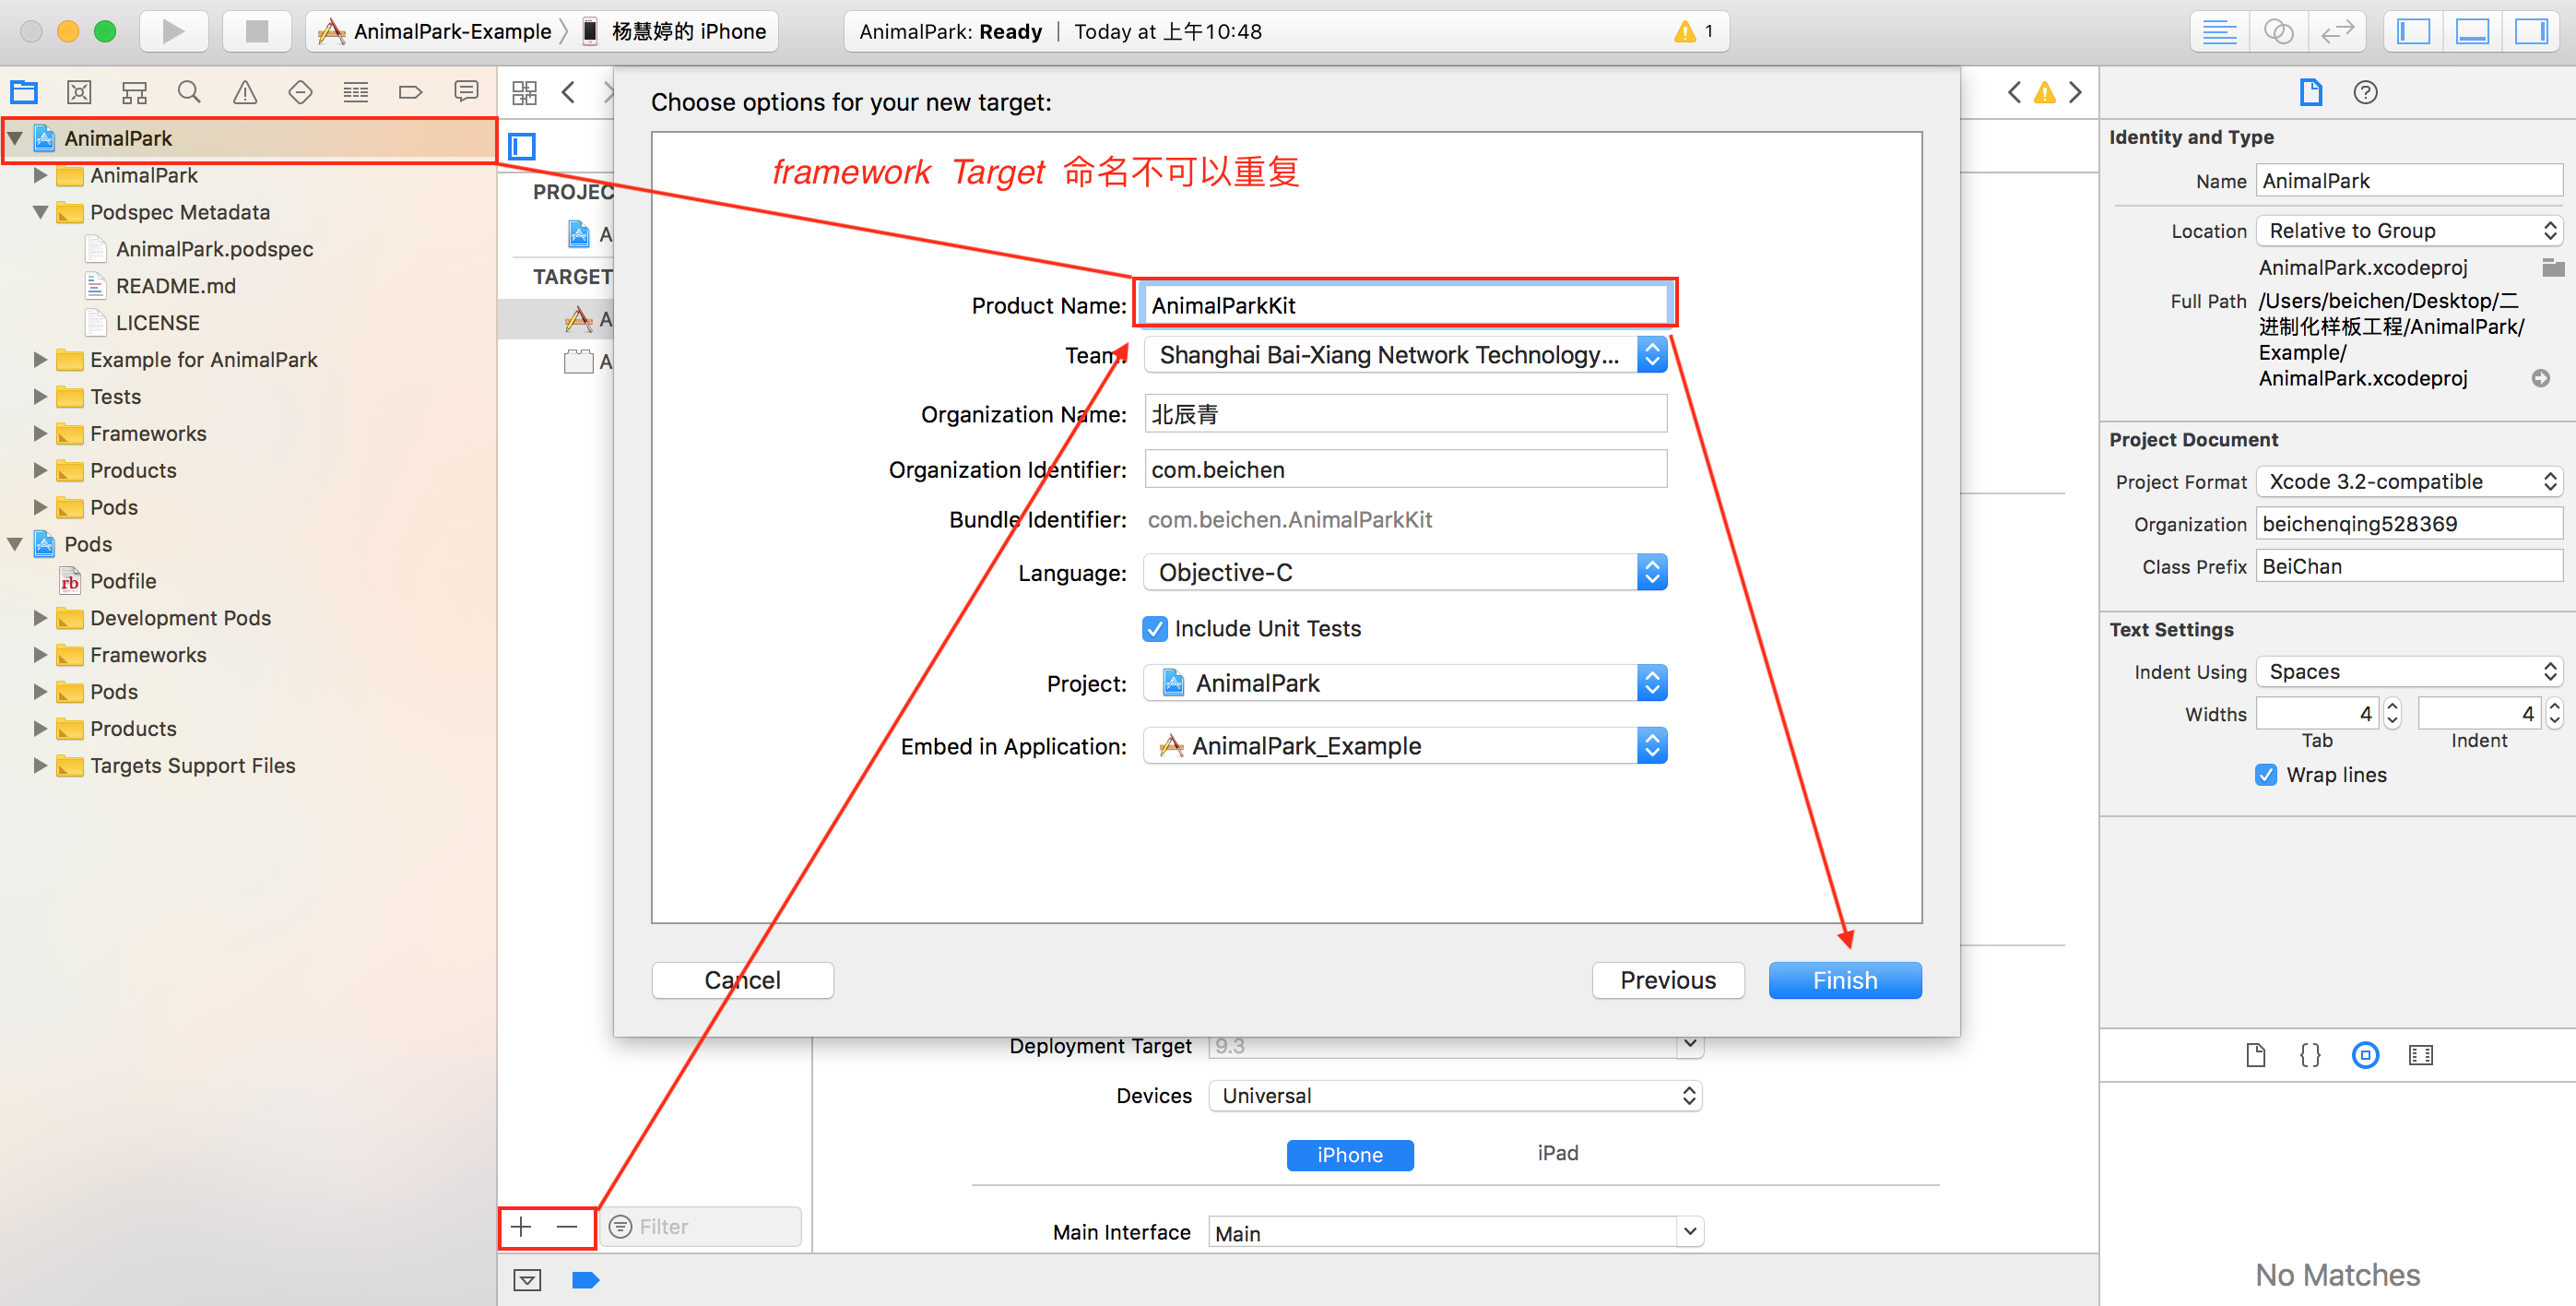 AnimalPark-Example 〉 杨慧婷的 iPhone
AnimalPark: Ready | Today at 上午10:48
1
AnimalPark
AnimalPark
Podspec Metadata
AnimalPark.podspec
README.md
LICENSE
Example for AnimalPark
Tests
Frameworks
Products
Pods
Pods
Podfile
Development Pods
Frameworks
Pods
Products
Targets Support Files
PROJEC
A
TARGET
A
A
Filter
Choose options for your new target:
framework Target 命名不可以重复
Product Name: AnimalParkKit
Team: Shanghai Bai-Xiang Network Technology...
Organization Name: 北辰青
Organization Identifier: com.beichen
Bundle Identifier: com.beichen.AnimalParkKit
Language: Objective-C
Include Unit Tests
Project: AnimalPark
Embed in Application: AnimalPark_Example
Cancel
Previous
Finish
Deployment Target 9.3
Devices Universal
iPhone iPad
Main Interface Main
Identity and Type
Name AnimalPark
Location Relative to Group
AnimalPark.xcodeproj
Full Path /Users/beichen/Desktop/二
进制化样板工程/AnimalPark/
Example/
AnimalPark.xcodeproj
Project Document
Project Format Xcode 3.2-compatible
Organization beichenqing528369
Class Prefix BeiChan
Text Settings
Indent Using Spaces
Widths 4 4
Tab Indent
Wrap lines
No Matches